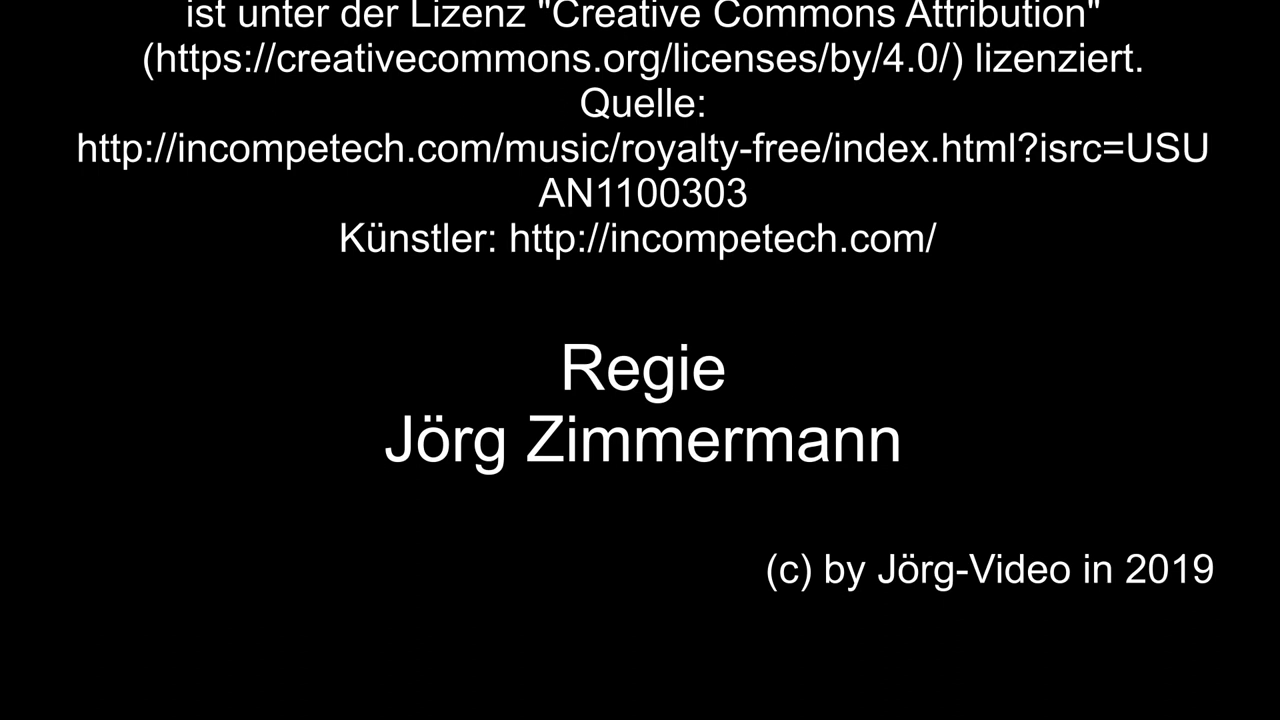 ist unter der Lizenz "Creative Commons Attribution"
(https://creativecommons.org/licenses/by/4.0/) lizenziert.
Quelle:
http://incompetech.com/music/royalty-free/index.html?isrc=USU
AN1100303
Künstler: http://incompetech.com/
Regie
Jörg Zimmermann
(c) by Jörg-Video in 2019